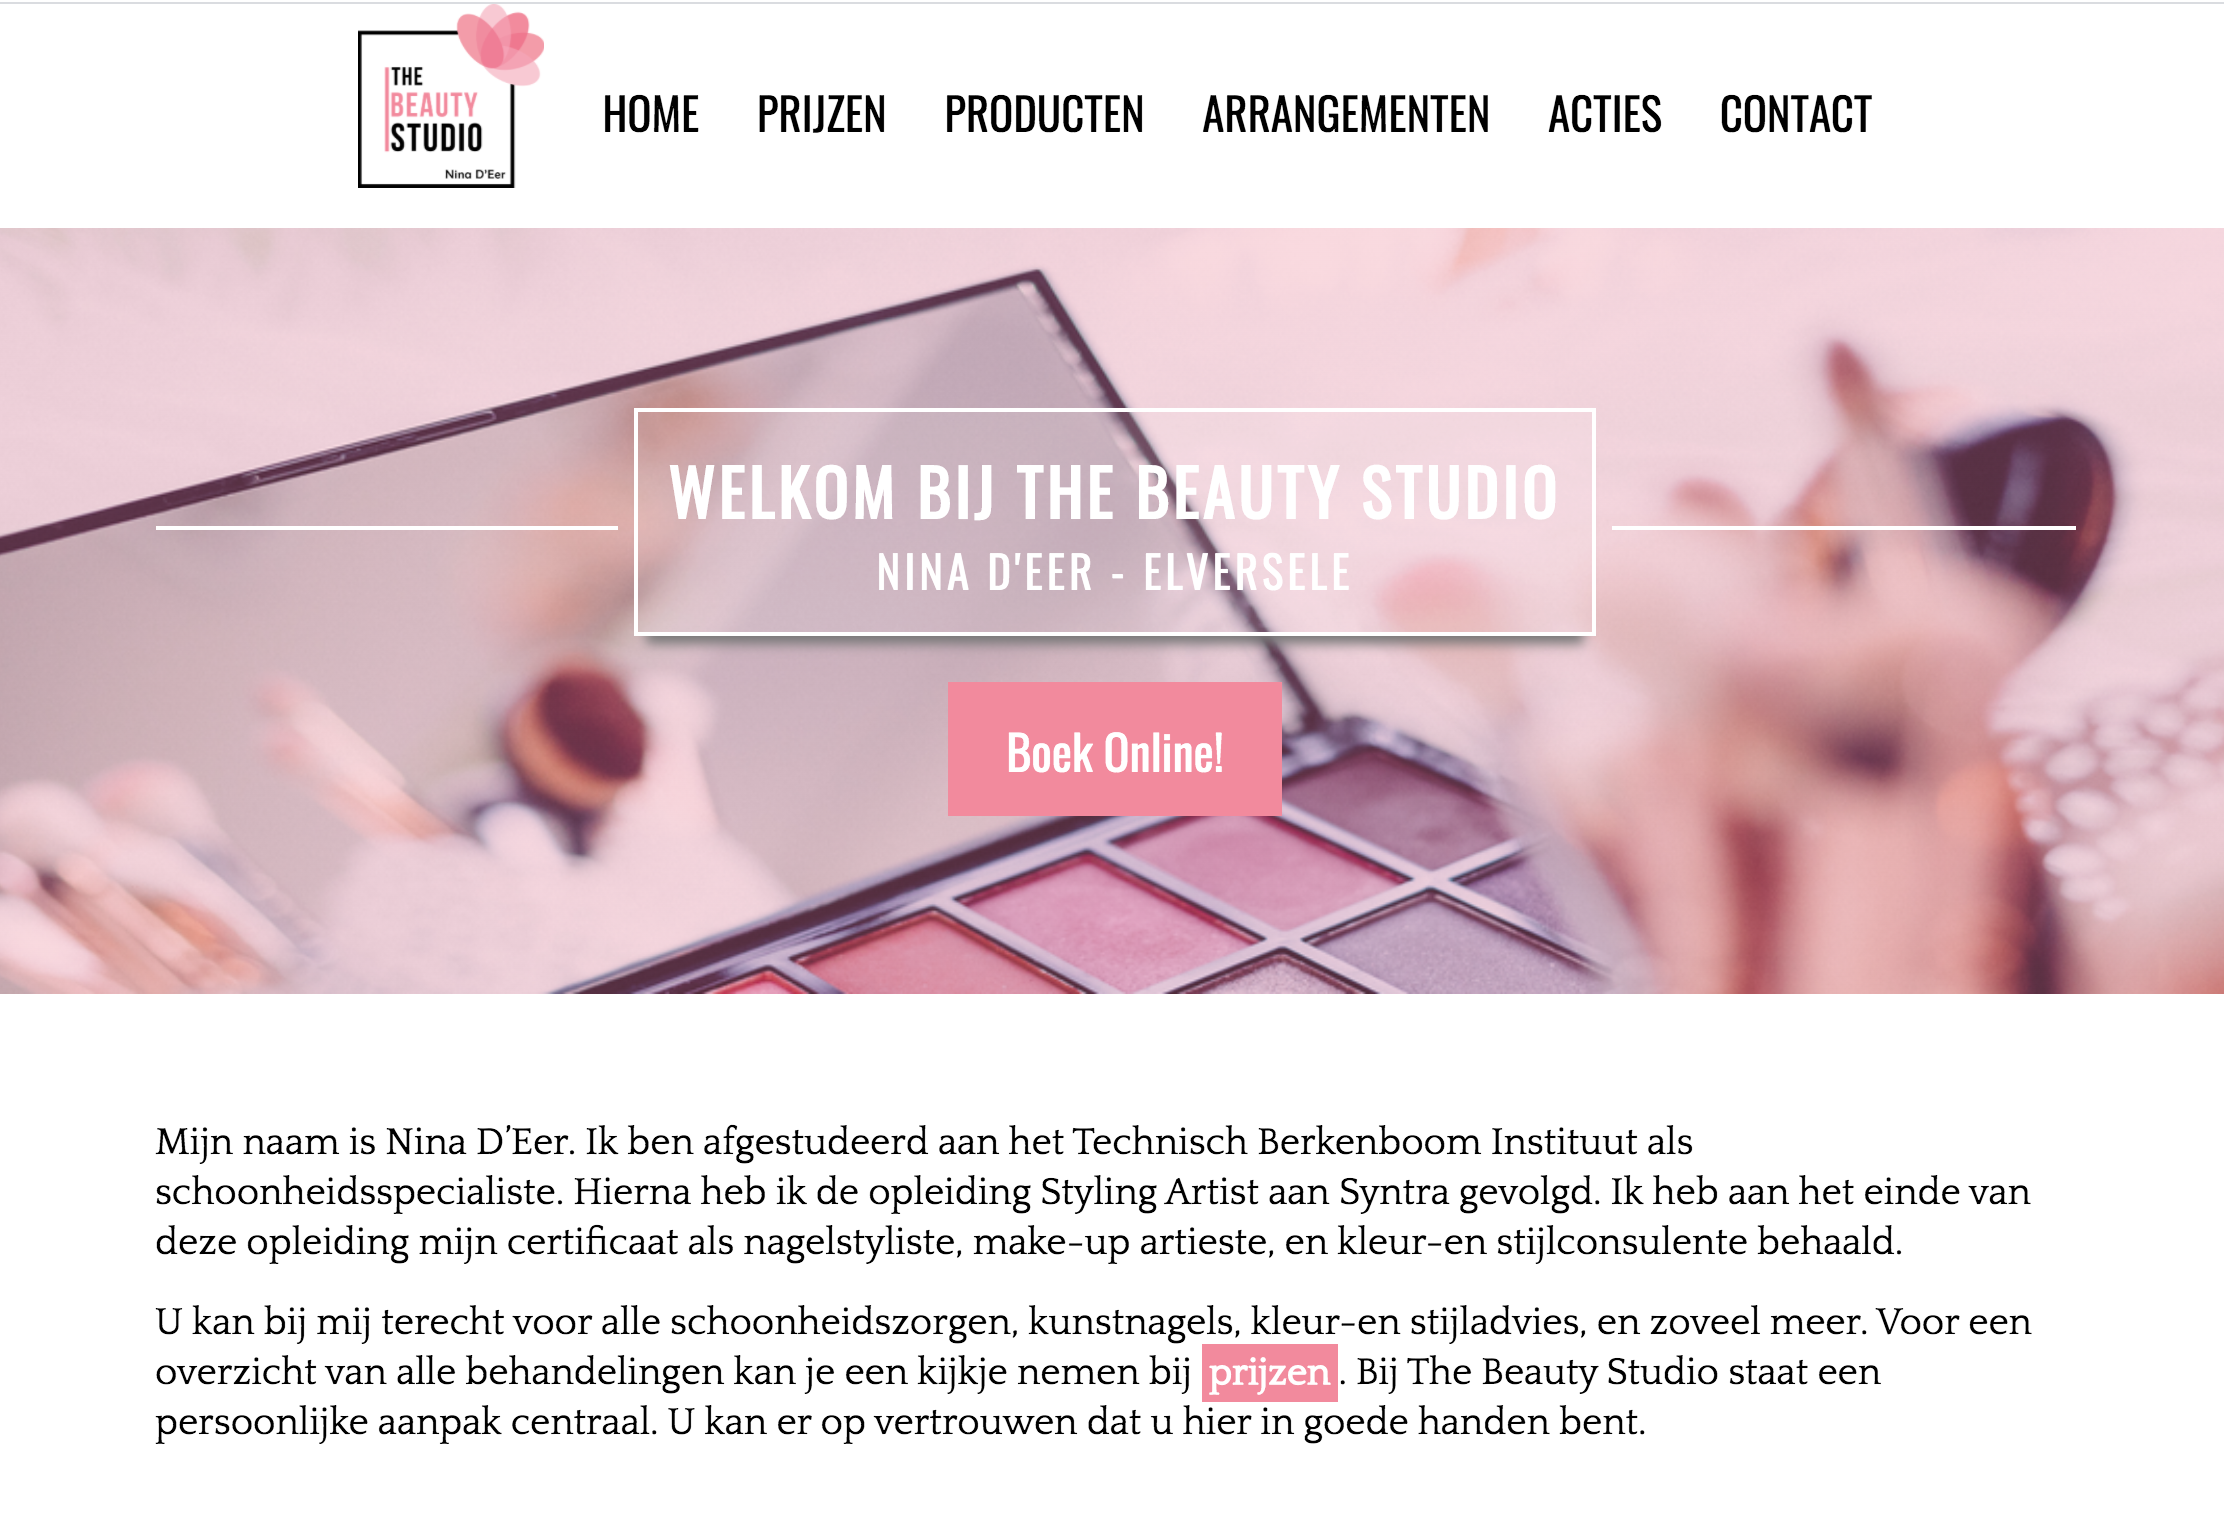 THE
BEAUTY
STUDIO
Nina D'Eer
HOME PRIJZEN PRODUCTEN ARRANGEMENTEN ACTIES CONTACT
WELKOM BIJ THE BEAUTY STUDIO
NINA D'EER - ELVERSELE
Boek Online!
Mijn naam is Nina D’Eer. Ik ben afgestudeerd aan het Technisch Berkenboom Instituut als
schoonheidsspecialiste. Hierna heb ik de opleiding Styling Artist aan Syntra gevolgd. Ik heb aan het einde van
deze opleiding mijn certificaat als nagelstyliste, make-up artieste, en kleur-en stijlconsulente behaald.
U kan bij mij terecht voor alle schoonheidszorgen, kunstnagels, kleur-en stijladvies, en zoveel meer. Voor een
overzicht van alle behandelingen kan je een kijkje nemen bij prijzen. Bij The Beauty Studio staat een
persoonlijke aanpak centraal. U kan er op vertrouwen dat u hier in goede handen bent.